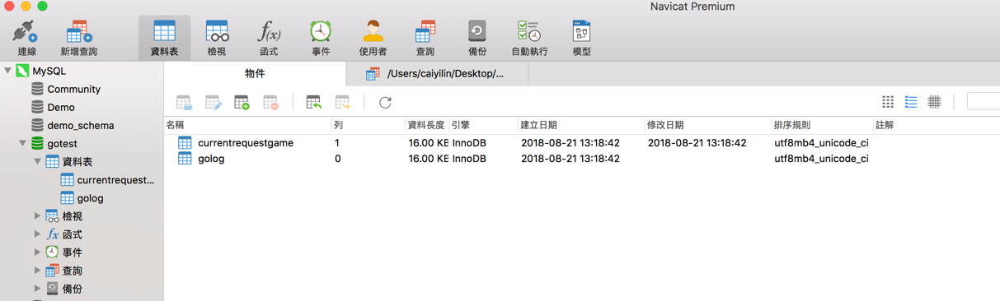 Navicat Premium
連線 新增查詢 資料表 檢視 函式 事件 使用者 查詢 備份 自動執行 模型
MySQL
Community
Demo
demo_schema
gotest
資料表
currentrequest...
golog
檢視
函式
事件
查詢
備份
物件 /Users/caiyilin/Desktop/...
名稱 列 資料長度 引擎 建立日期 修改日期 排序規則 註解
currentrequestgame 1 16.00 KE InnoDB 2018-08-21 13:18:42 2018-08-21 13:18:42 utf8mb4_unicode_ci
golog 0 16.00 KE InnoDB 2018-08-21 13:18:42 utf8mb4_unicode_ci